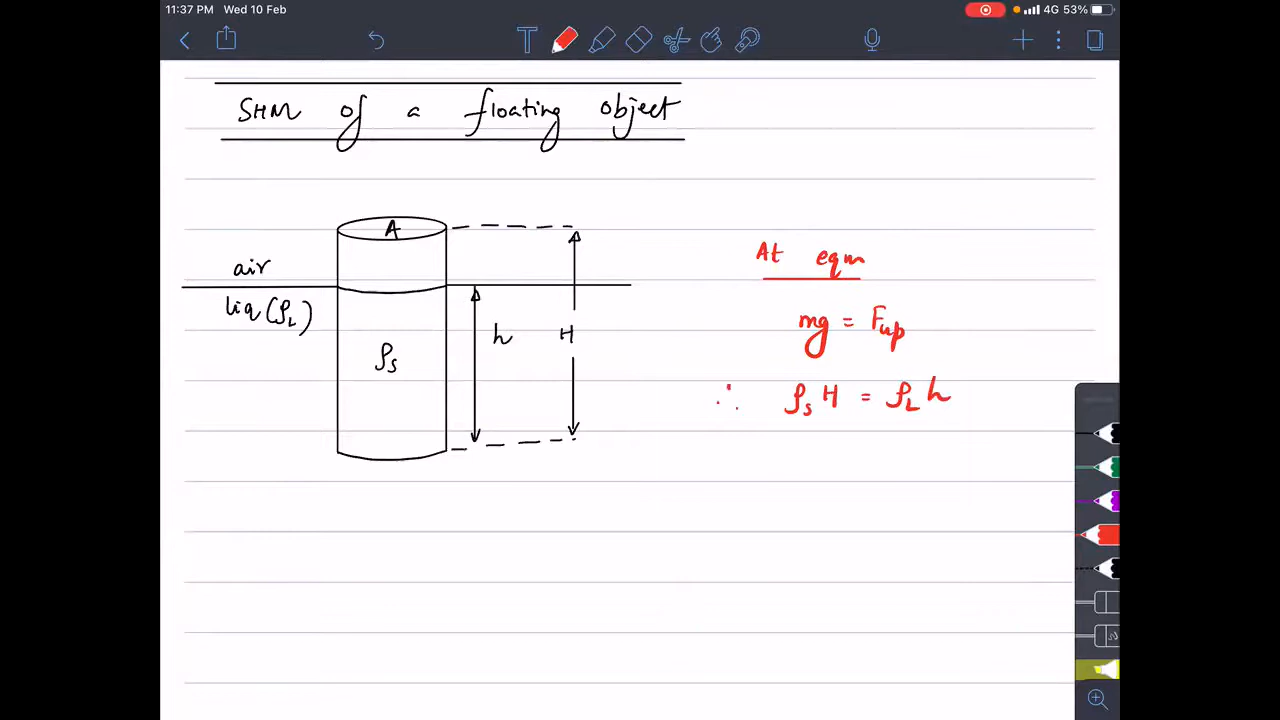 11:37 PM Wed 10 Feb 4G 53%
T
SHM of a floating object
A
air
liq (ρL)
ρs
h
H
At eqm
mg = Fup
∴ ρs H = ρL h